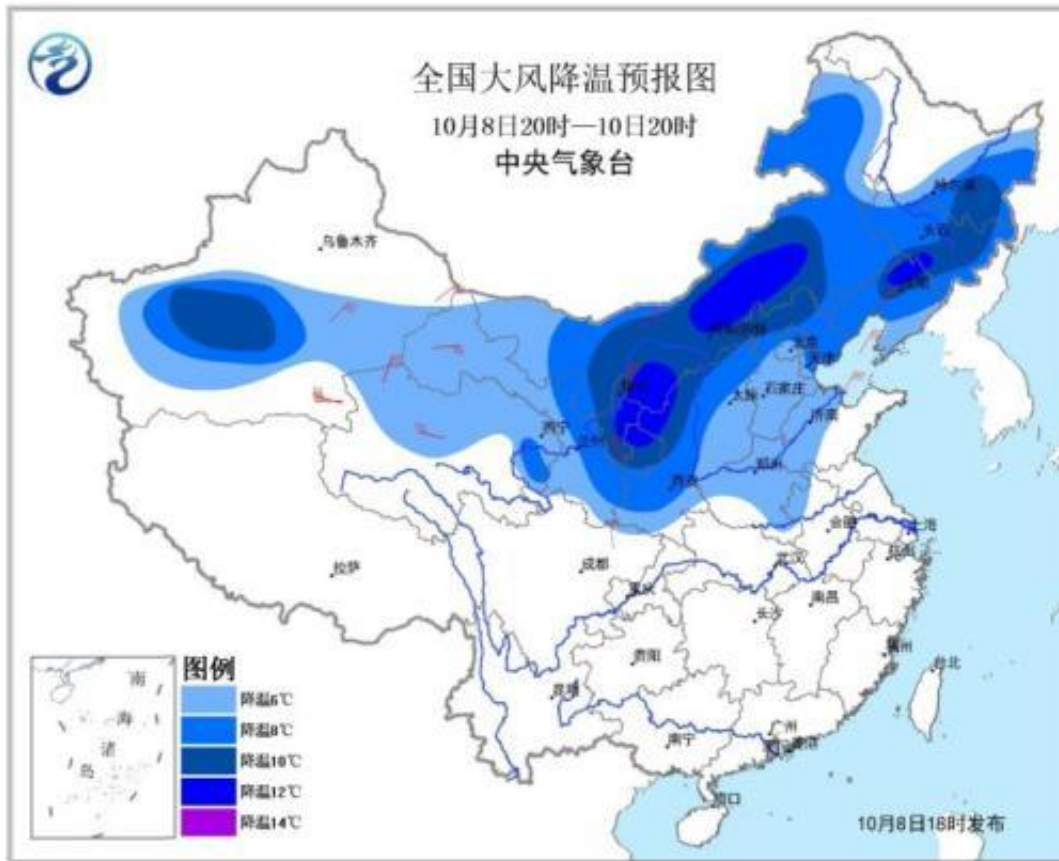 全国大风降温预报图
10月8日20时—10日20时
中央气象台
哈尔滨
长春
乌鲁木齐
沈阳
呼和浩特
北京
天津
银川
太原
石家庄
济南
西宁
兰州
郑州
西安
合肥
上海
杭州
武汉
拉萨
成都
重庆
南昌
长沙
贵阳
福州
台北
昆明
广州
南宁
香港
海口
南
海
诸
岛
图例
降温6℃
降温8℃
降温10℃
降温12℃
降温14℃
10月8日18时发布